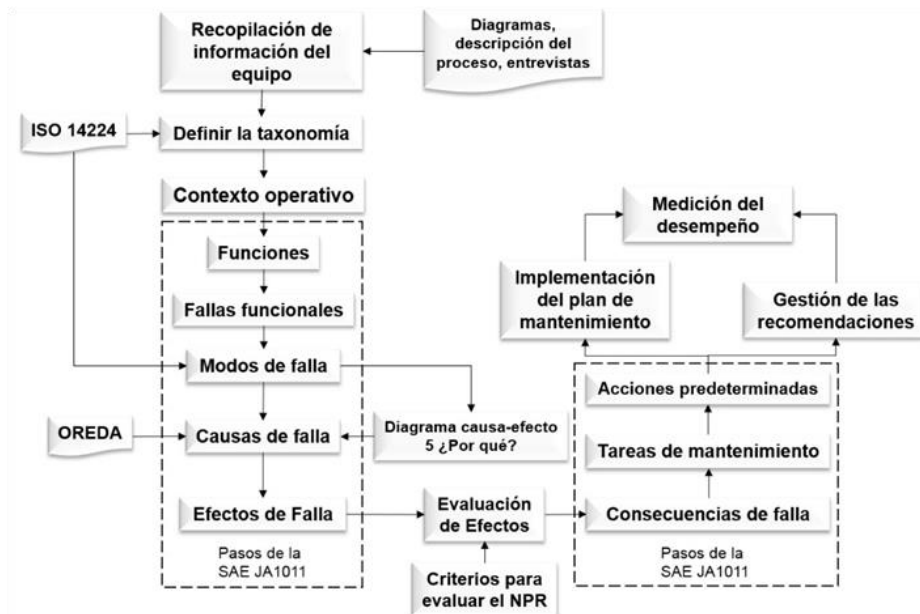 Recopilación de
información del
equipo
Diagramas,
descripción del
proceso, entrevistas
ISO 14224
Definir la taxonomía
Contexto operativo
Funciones
Fallas funcionales
Modos de falla
OREDA
Causas de falla
Diagrama causa-efecto
5 ¿Por qué?
Efectos de Falla
Pasos de la
SAE JA1011
Evaluación
de Efectos
Criterios para
evaluar el NPR
Medición del
desempeño
Implementación
del plan de
mantenimiento
Gestión de las
recomendaciones
Acciones predeterminadas
Tareas de mantenimiento
Consecuencias de falla
Pasos de la
SAE JA1011